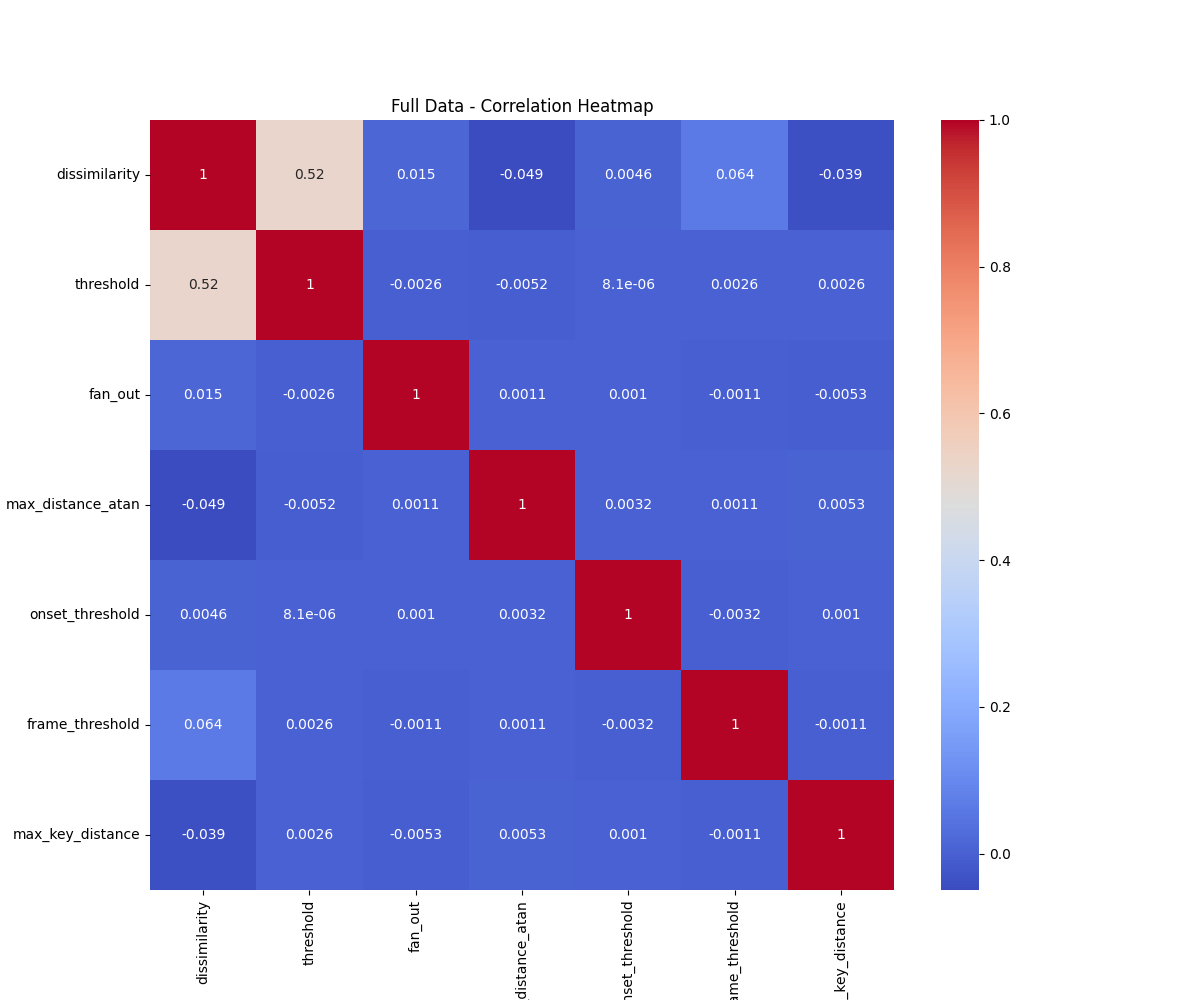 Full Data - Correlation Heatmap
dissimilarity 1 0.52 0.015 -0.049 0.0046 0.064 -0.039
threshold 0.52 1 -0.0026 -0.0052 8.1e-06 0.0026 0.0026
fan_out 0.015 -0.0026 1 0.0011 0.001 -0.0011 -0.0053
max_distance_atan -0.049 -0.0052 0.0011 1 0.0032 0.0011 0.0053
onset_threshold 0.0046 8.1e-06 0.001 0.0032 1 -0.0032 0.001
frame_threshold 0.064 0.0026 -0.0011 0.0011 -0.0032 1 -0.0011
max_key_distance -0.039 0.0026 -0.0053 0.0053 0.001 -0.0011 1
dissimilarity
threshold
fan_out
_distance_atan
nset_threshold
ame_threshold
_key_distance
1.0
0.8
0.6
0.4
0.2
0.0